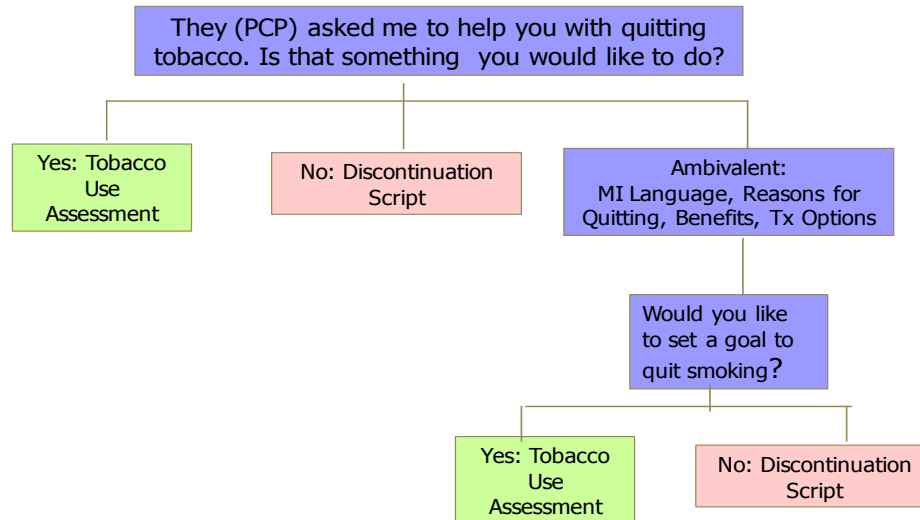 They (PCP) asked me to help you with quitting
tobacco. Is that something you would like to do?
Yes: Tobacco
Use
Assessment
No: Discontinuation
Script
Ambivalent:
MI Language, Reasons for
Quitting, Benefits, Tx Options
Would you like
to set a goal to
quit smoking?
Yes: Tobacco
Use
Assessment
No: Discontinuation
Script